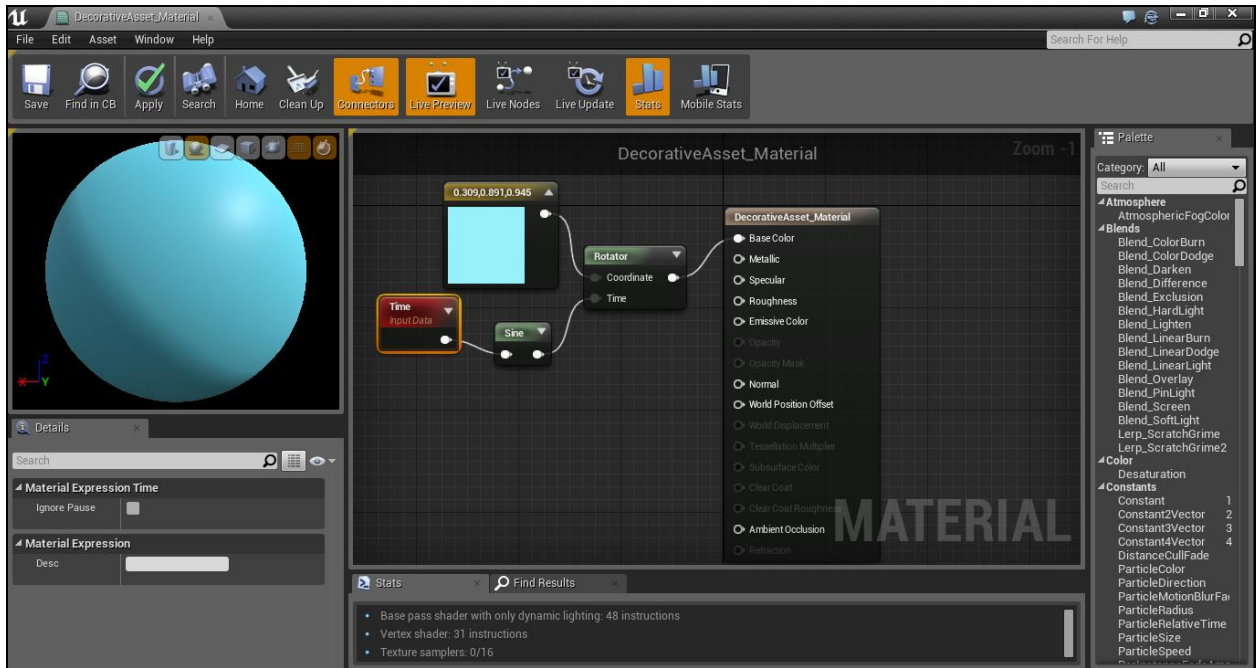 DecorativeAsset_Material
File Edit Asset Window Help
Search For Help
Save Find in CB Apply Search Home Clean Up Connectors Live Preview Live Nodes Live Update Stats Mobile Stats
DecorativeAsset_Material
Zoom -1
0.309,0.891,0.945
Time
Input Data
Sine
Rotator
Coordinate
Time
DecorativeAsset_Material
Base Color
Metallic
Specular
Roughness
Emissive Color
Opacity
Opacity Mask
Normal
World Position Offset
World Displacement
Tessellation Multiplier
Subsurface Color
Clear Coat
Clear Coat Roughness
Ambient Occlusion
Refraction
MATERIAL
Z
X Y
Details
Search
Material Expression Time
Ignore Pause
Material Expression
Desc
Stats Find Results
Base pass shader with only dynamic lighting: 48 instructions
Vertex shader: 31 instructions
Texture samplers: 0/16
Palette
Category: All
Search
Atmosphere
AtmosphericFogColor
Blends
Blend_ColorBurn
Blend_ColorDodge
Blend_Darken
Blend_Difference
Blend_Exclusion
Blend_HardLight
Blend_Lighten
Blend_LinearBurn
Blend_LinearDodge
Blend_LinearLight
Blend_Overlay
Blend_PinLight
Blend_Screen
Blend_SoftLight
Lerp_ScratchGrime
Lerp_ScratchGrime2
Color
Desaturation
Constants
Constant 1
Constant2Vector 2
Constant3Vector 3
Constant4Vector 4
DistanceCullFade
ParticleColor
ParticleDirection
ParticleMotionBlurFa
ParticleRadius
ParticleRelativeTime
ParticleSize
ParticleSpeed